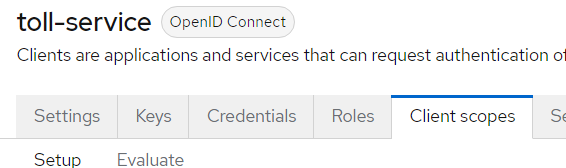 toll-service OpenID Connect
Clients are applications and services that can request authentication of
Settings Keys Credentials Roles Client scopes
Setup Evaluate